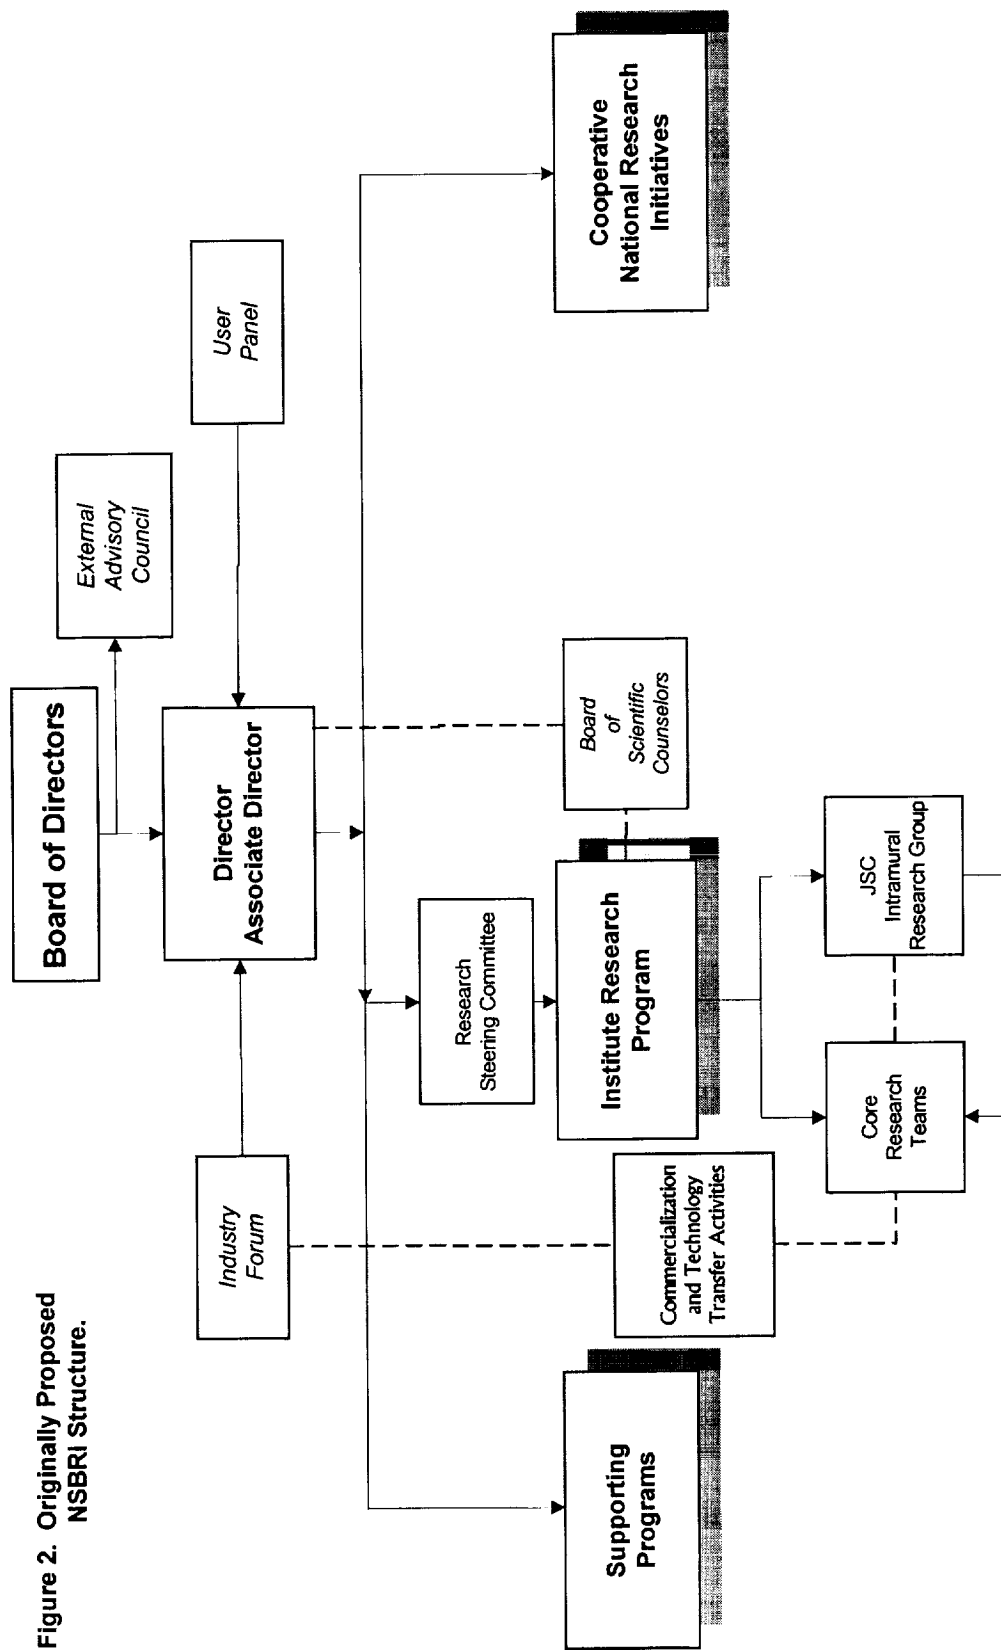 Figure 2. Originally Proposed
NSBRI Structure.
Board of Directors
External
Advisory
Council
Industry
Forum
Director
Associate Director
User
Panel
Research
Steering Committee
Board
of
Scientific
Counselors
Supporting
Programs
Commercialization
and Technology
Transfer Activities
Institute Research
Program
Cooperative
National Research
Initiatives
Core
Research
Teams
JSC
Intramural
Research Group